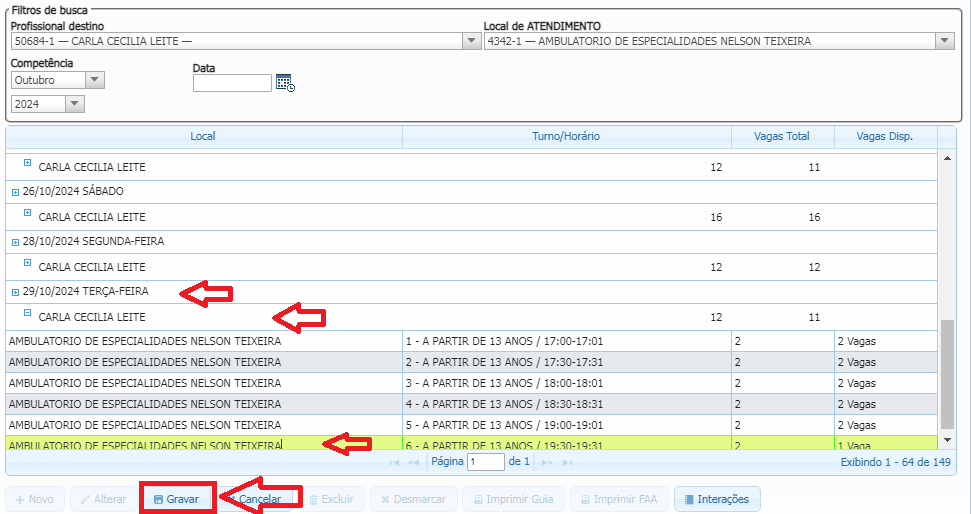 Filtros de busca
Profissional destino Local de ATENDIMENTO
50684-1 — CARLA CECILIA LEITE — 4342-1 — AMBULATORIO DE ESPECIALIDADES NELSON TEIXEIRA
Competência Data
Outubro
2024
Local Turno/Horário Vagas Total Vagas Disp.
CARLA CECILIA LEITE 12 11
26/10/2024 SÁBADO
CARLA CECILIA LEITE 16 16
28/10/2024 SEGUNDA-FEIRA
CARLA CECILIA LEITE 12 12
29/10/2024 TERÇA-FEIRA
CARLA CECILIA LEITE 12 11
AMBULATORIO DE ESPECIALIDADES NELSON TEIXEIRA 1 - A PARTIR DE 13 ANOS / 17:00-17:01 2 2 Vagas
AMBULATORIO DE ESPECIALIDADES NELSON TEIXEIRA 2 - A PARTIR DE 13 ANOS / 17:30-17:31 2 2 Vagas
AMBULATORIO DE ESPECIALIDADES NELSON TEIXEIRA 3 - A PARTIR DE 13 ANOS / 18:00-18:01 2 2 Vagas
AMBULATORIO DE ESPECIALIDADES NELSON TEIXEIRA 4 - A PARTIR DE 13 ANOS / 18:30-18:31 2 2 Vagas
AMBULATORIO DE ESPECIALIDADES NELSON TEIXEIRA 5 - A PARTIR DE 13 ANOS / 19:00-19:01 2 2 Vagas
AMBULATORIO DE ESPECIALIDADES NELSON TEIXEIRA 6 - A PARTIR DE 13 ANOS / 19:30-19:31 2 1 Vaga
Página 1 de 1 Exibindo 1 - 64 de 149
Novo Alterar Gravar Cancelar Excluir Desmarcar Imprimir Guia Imprimir FAA Interações